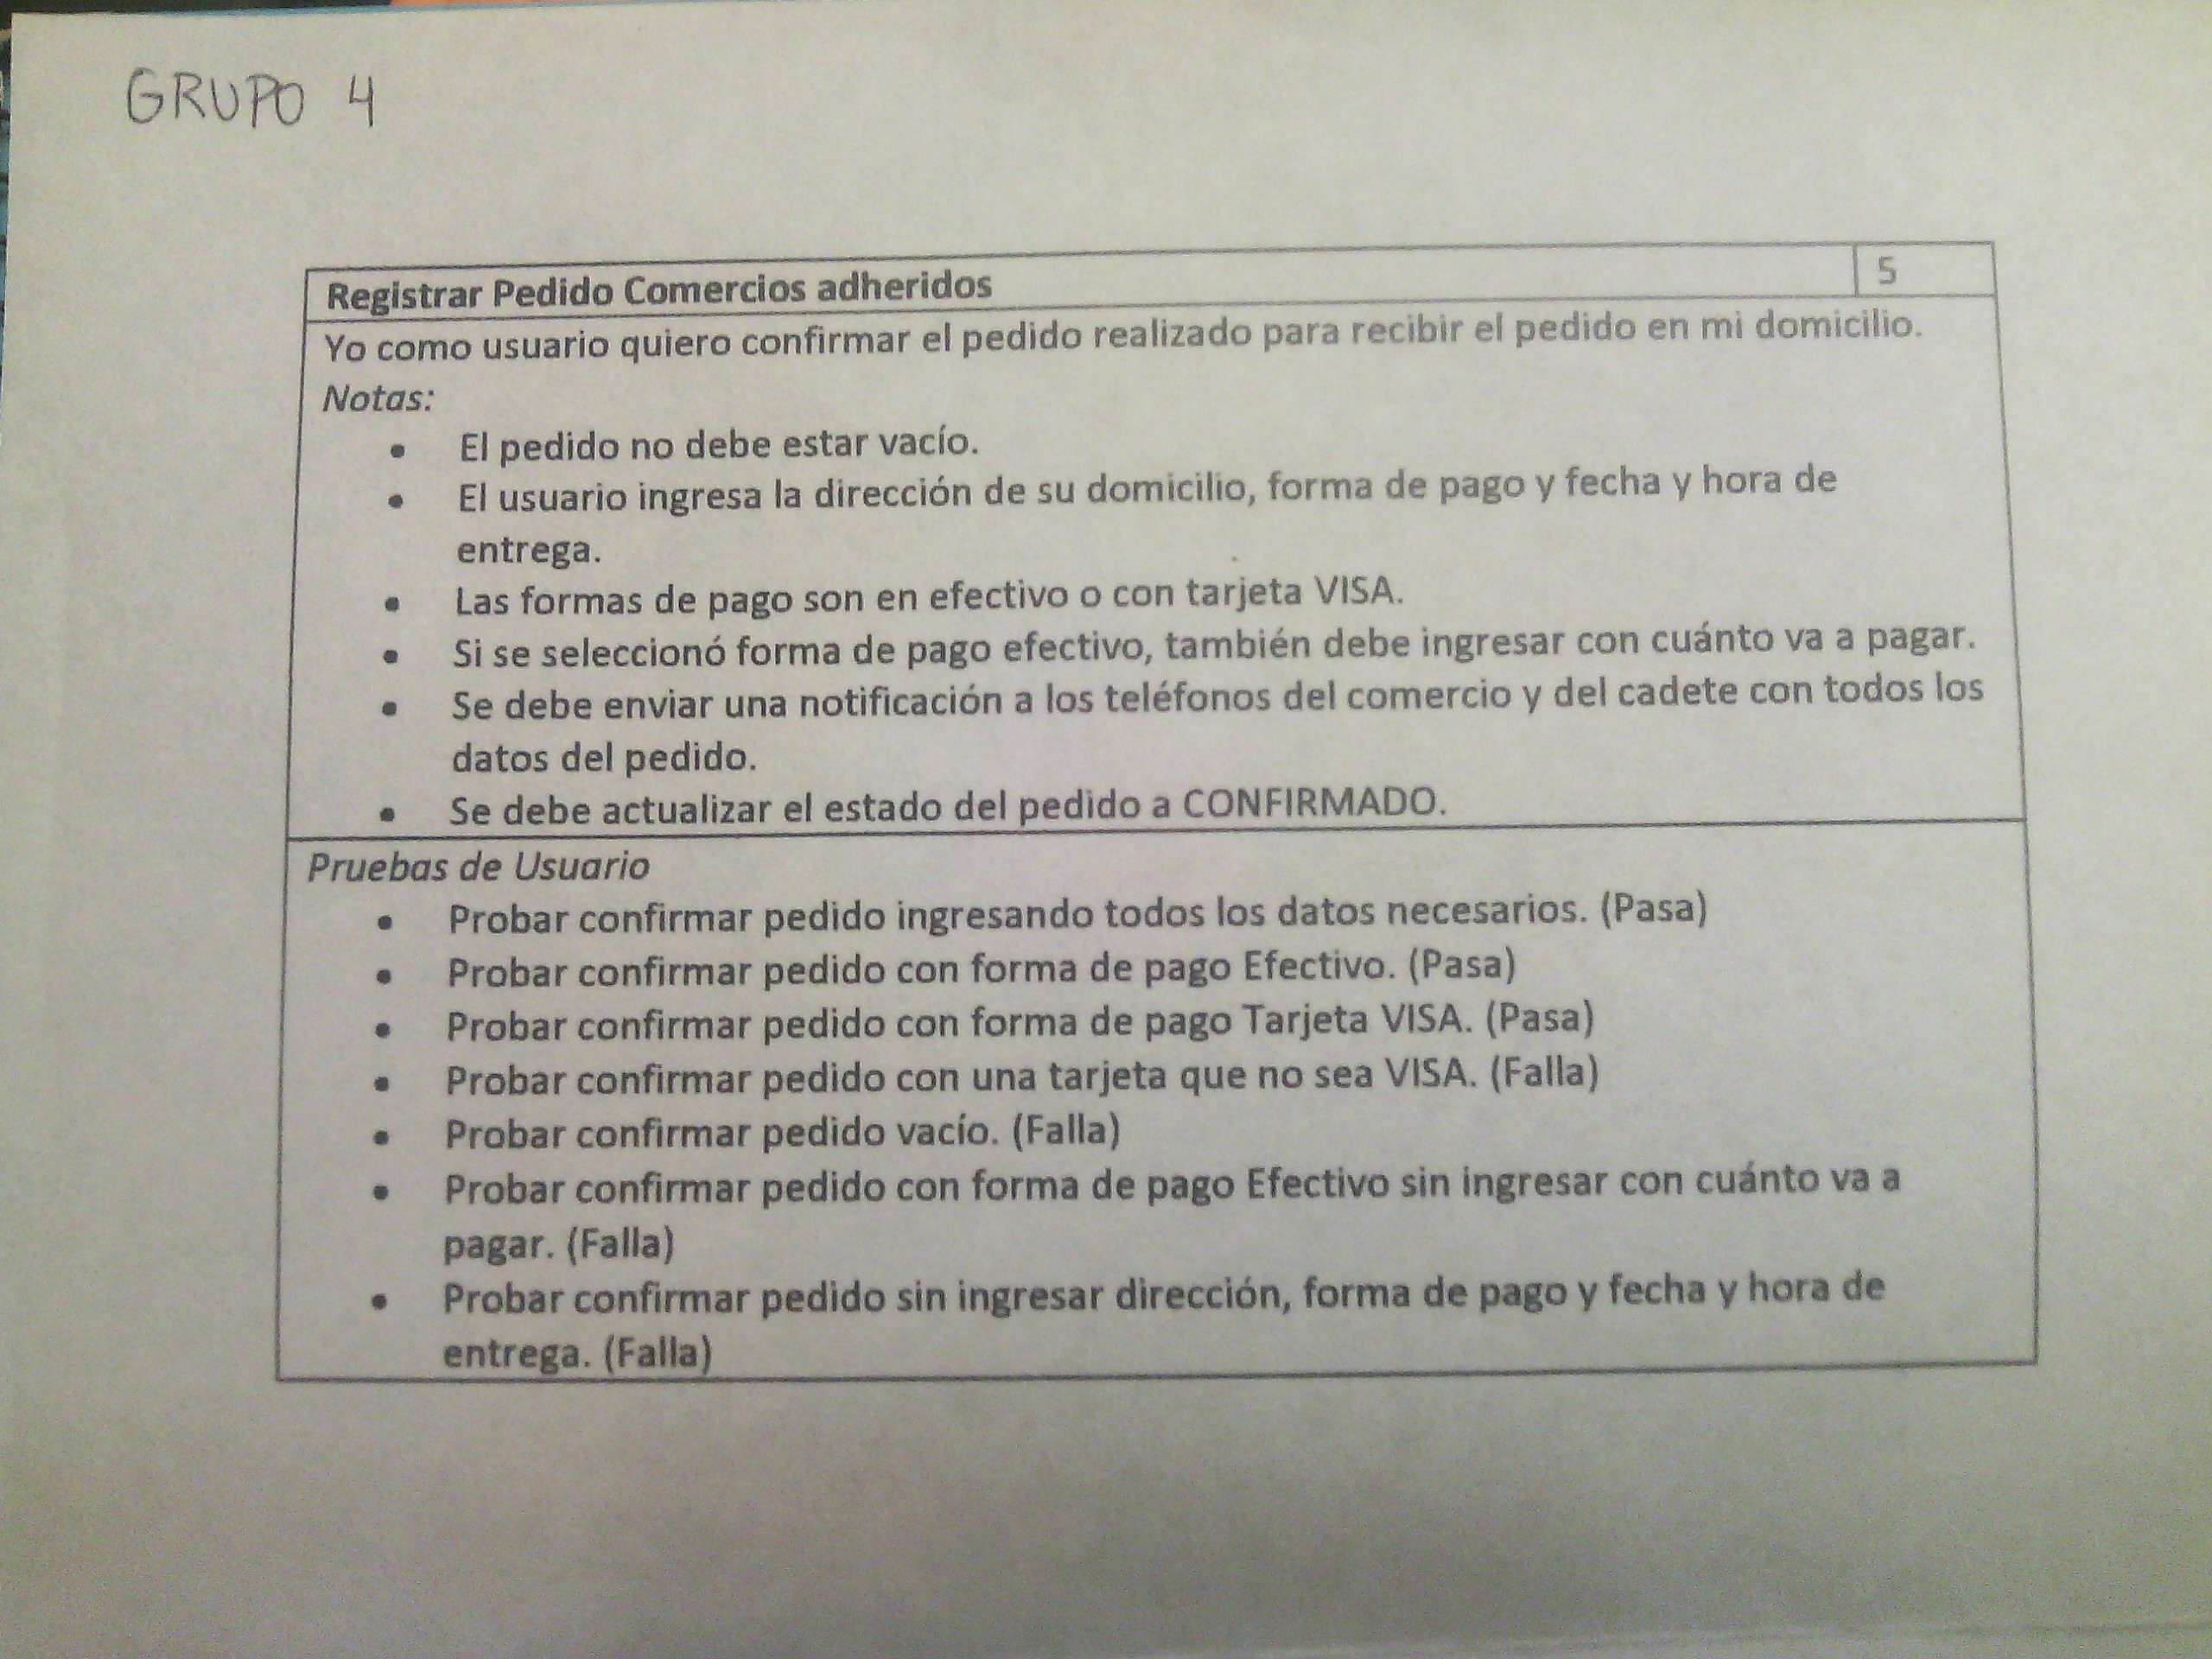 GRUPO 4
Registrar Pedido Comercios adheridos 5
Yo como usuario quiero confirmar el pedido realizado para recibir el pedido en mi domicilio.
Notas:
• El pedido no debe estar vacío.
• El usuario ingresa la dirección de su domicilio, forma de pago y fecha y hora de
entrega.
• Las formas de pago son en efectivo o con tarjeta VISA.
• Si se seleccionó forma de pago efectivo, también debe ingresar con cuánto va a pagar.
• Se debe enviar una notificación a los teléfonos del comercio y del cadete con todos los
datos del pedido.
• Se debe actualizar el estado del pedido a CONFIRMADO.
Pruebas de Usuario
• Probar confirmar pedido ingresando todos los datos necesarios. (Pasa)
• Probar confirmar pedido con forma de pago Efectivo. (Pasa)
• Probar confirmar pedido con forma de pago Tarjeta VISA. (Pasa)
• Probar confirmar pedido con una tarjeta que no sea VISA. (Falla)
• Probar confirmar pedido vacío. (Falla)
• Probar confirmar pedido con forma de pago Efectivo sin ingresar con cuánto va a
pagar. (Falla)
• Probar confirmar pedido sin ingresar dirección, forma de pago y fecha y hora de
entrega. (Falla)